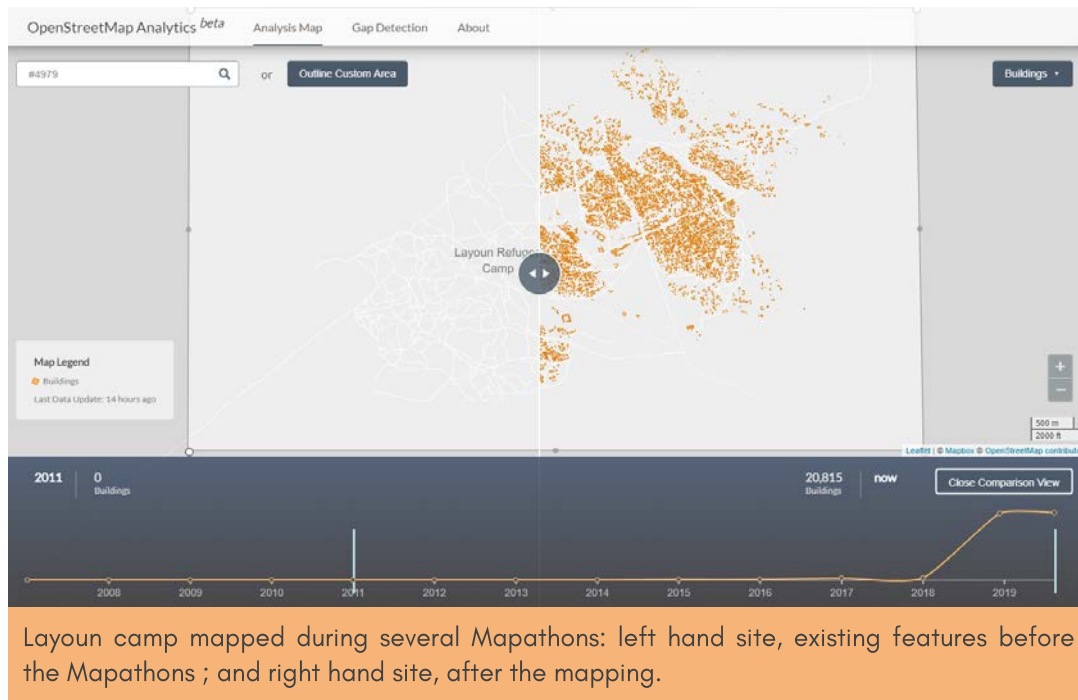 OpenStreetMap Analytics beta Analysis Map Gap Detection About
#4979 or Outline Custom Area Buildings
Layoun Refuge
Camp
Map Legend
Buildings
Last Data Update: 14 hours ago
+
−
500 m
2000 ft
Leaflet | © Mapbox © OpenStreetMap contribut
2011 0 Buildings 20,815 Buildings now Close Comparison View
2008 2009 2010 2011 2012 2013 2014 2015 2016 2017 2018 2019
Layoun camp mapped during several Mapathons: left hand site, existing features before
the Mapathons ; and right hand site, after the mapping.